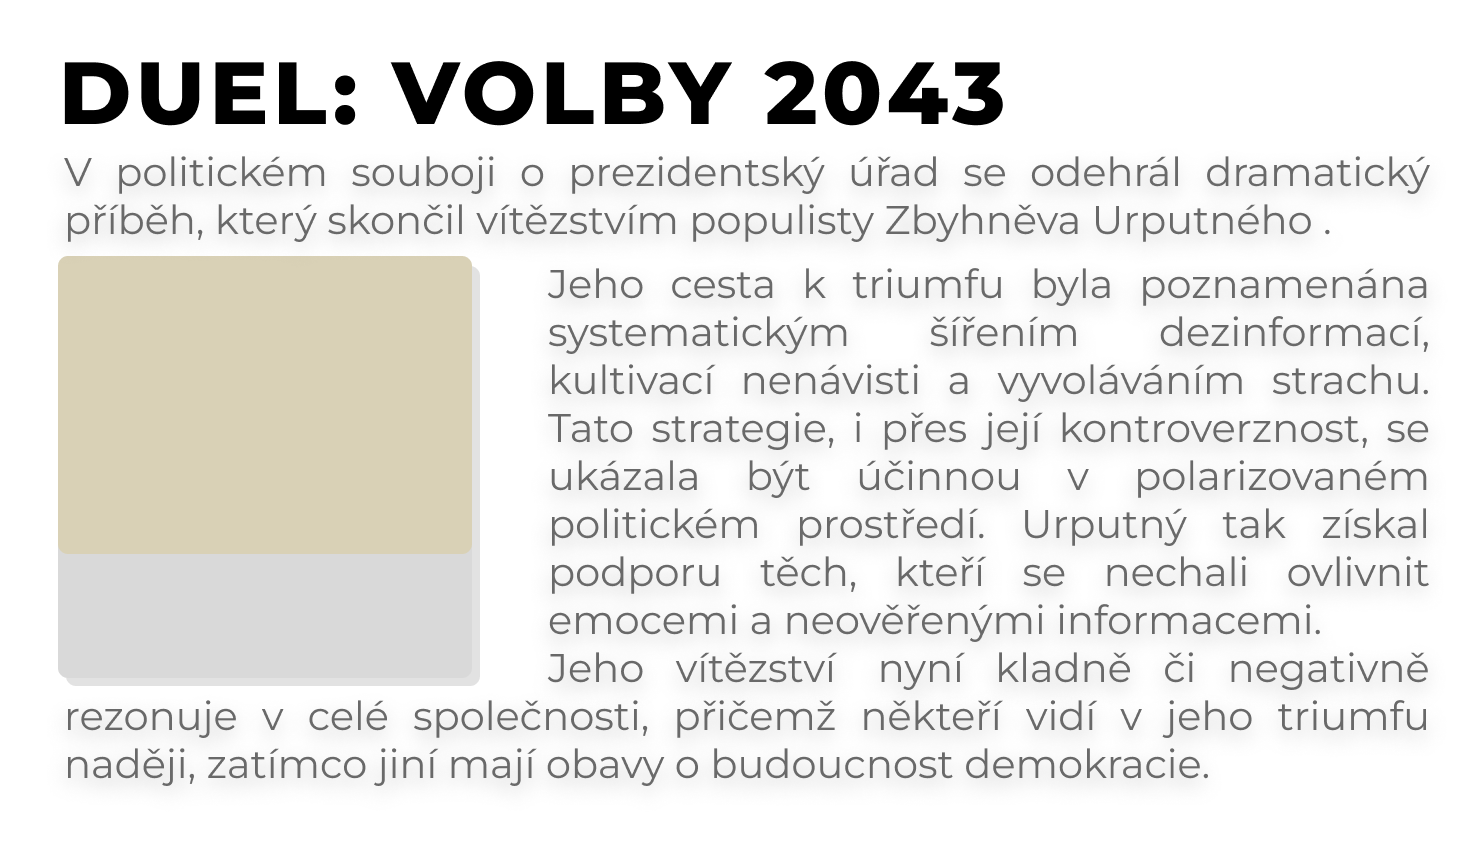 DUEL: VOLBY 2043
V politickém souboji o prezidentský úřad se odehrál dramatický
příběh, který skončil vítězstvím populisty Zbyhněva Urputného .
Jeho cesta k triumfu byla poznamenána
systematickým šířením dezinformací,
kultivací nenávisti a vyvoláváním strachu.
Tato strategie, i přes její kontroverznost, se
ukázala být účinnou v polarizovaném
politickém prostředí. Urputný tak získal
podporu těch, kteří se nechali ovlivnit
emocemi a neověřenými informacemi.
Jeho vítězství nyní kladně či negativně
rezonuje v celé společnosti, přičemž někteří vidí v jeho triumfu
naději, zatímco jiní mají obavy o budoucnost demokracie.